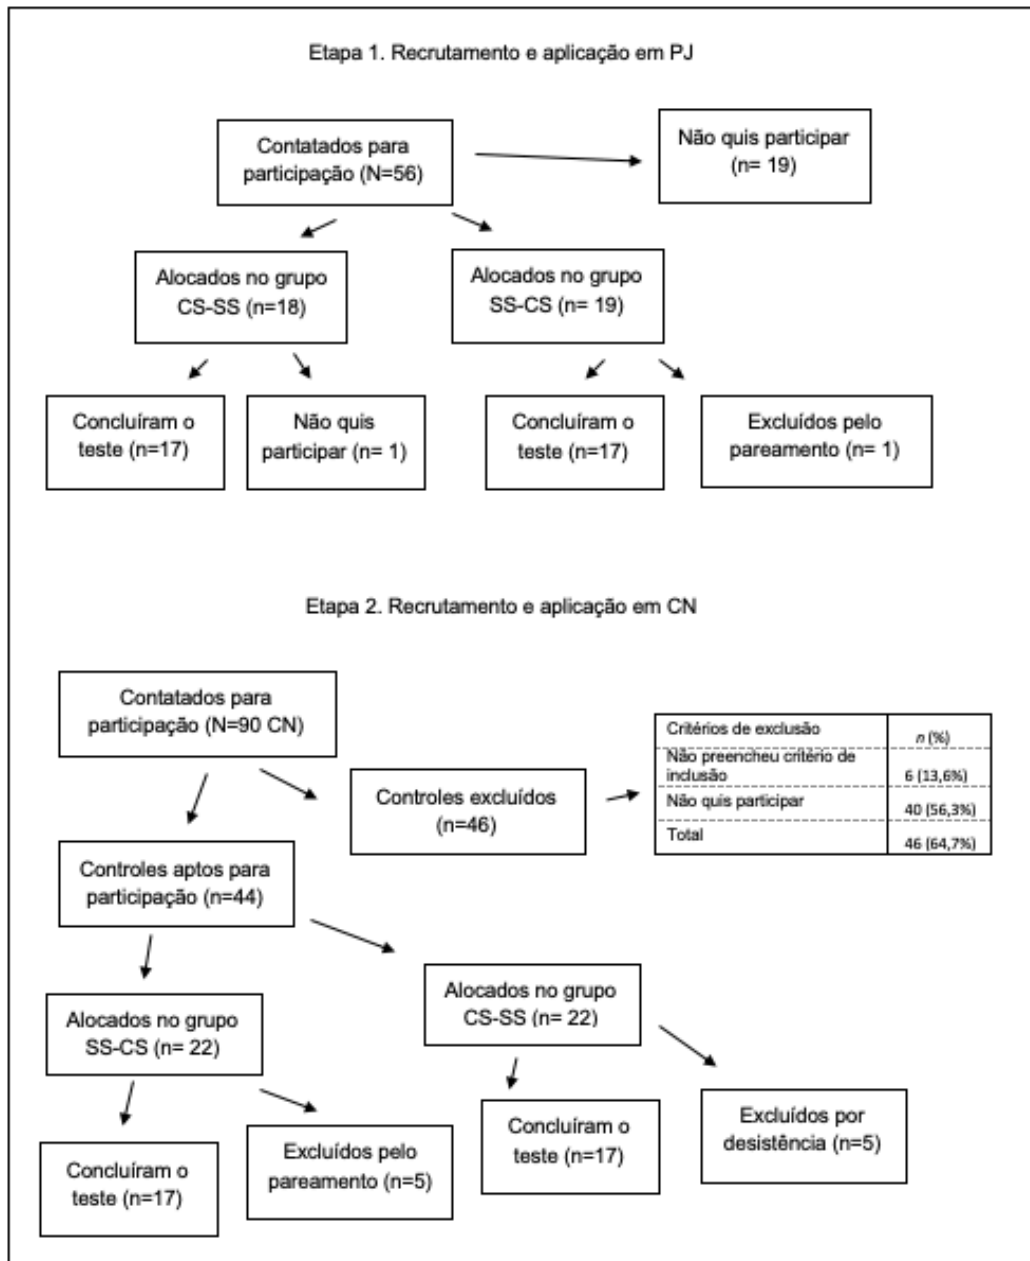 Etapa 1. Recrutamento e aplicação em PJ
Contatados para
participação (N=56)
Não quis participar
(n= 19)
Alocados no grupo
CS-SS (n=18)
Alocados no grupo
SS-CS (n= 19)
Concluíram o
teste (n=17)
Não quis
participar (n= 1)
Concluíram o
teste (n=17)
Excluídos pelo
pareamento (n= 1)
Etapa 2. Recrutamento e aplicação em CN
Contatados para
participação (N=90 CN)
Controles excluídos
(n=46)
Critérios de exclusão n (%)
Não preencheu critério de
inclusão 6 (13,6%)
Não quis participar 40 (56,3%)
Total 46 (64,7%)
Controles aptos para
participação (n=44)
Alocados no grupo
SS-CS (n= 22)
Alocados no grupo
CS-SS (n= 22)
Concluíram o
teste (n=17)
Excluídos pelo
pareamento (n=5)
Concluíram o
teste (n=17)
Excluídos por
desistência (n=5)